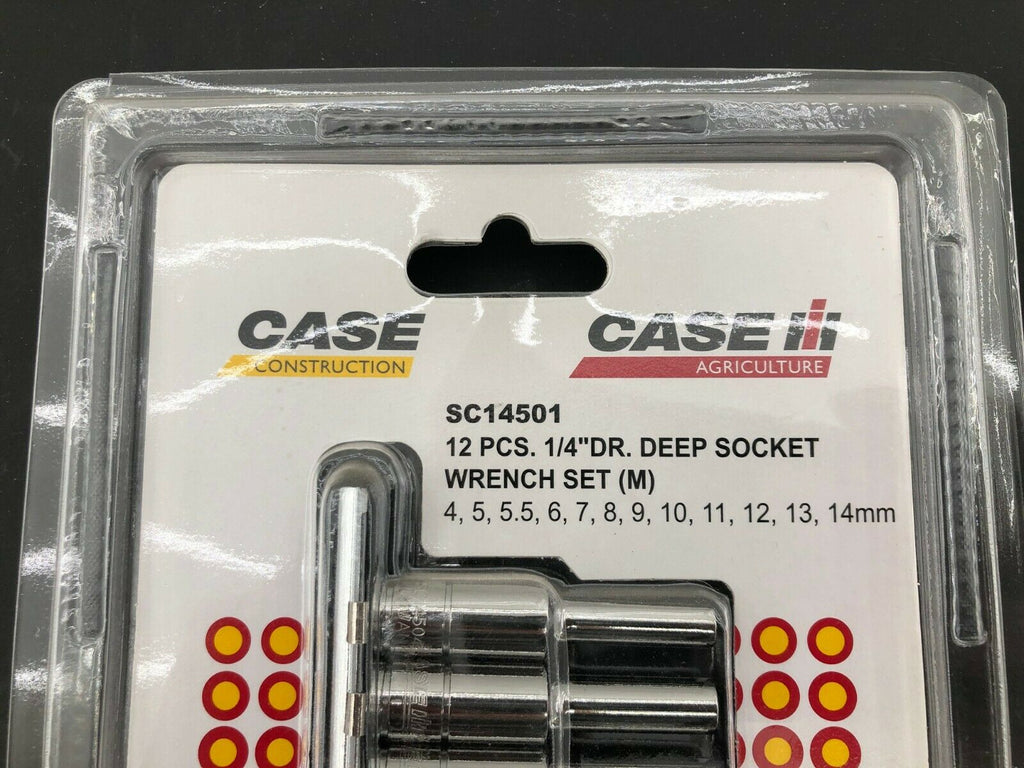 CASE
CONSTRUCTION
CASE IH
AGRICULTURE
SC14501
12 PCS. 1/4"DR. DEEP SOCKET
WRENCH SET (M)
4, 5, 5.5, 6, 7, 8, 9, 10, 11, 12, 13, 14mm